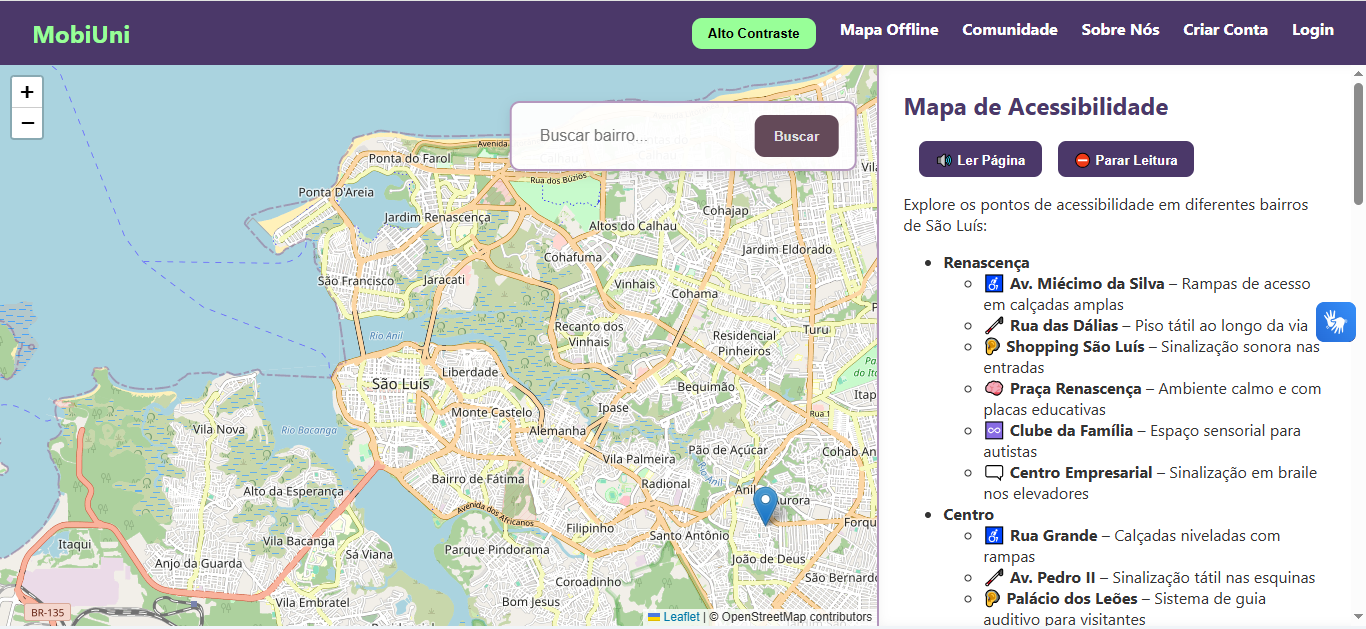 MobiUni
Alto Contraste
Mapa Offline
Comunidade
Sobre Nós
Criar Conta
Login
+
−
Buscar bairro...
Buscar
Avenida
Ponta do Farol
Rua dos Búzios
Ponta D'Areia
Jardim Renascença
Cohajap
Altos do Calhau
Jardim Eldorado
Cohafuma
São Francisco
Jaracati
Vinhais
Cohama
Rio Anil
Recanto dos
Vinhais
Turu
Residencial
Pinheiros
Liberdade
São Luís
Bequimão
Monte Castelo
Ipase
Rua 1
Vila Nova
Rio Bacanga
Alemanha
Pão de Açúcar
Cohab An
Vila Palmeira
Bairro de Fátima
Radional
Alto da Esperança
Avenida dos Africanos
Filipinho
Santo Antônio
Forqu
Itaqui
Vila Bacanga
Sá Viana
Parque Pindorama
João de Deus
Anjo da Guarda
Coroadinho
São Bernardo
Vila Embratel
Bom Jesus
BR-135
Leaflet | © OpenStreetMap contributors
Mapa de Acessibilidade
Ler Página
Parar Leitura
Explore os pontos de acessibilidade em diferentes bairros
de São Luís:
Renascença
Av. Miécimo da Silva – Rampas de acesso
em calçadas amplas
Rua das Dálias – Piso tátil ao longo da via
Shopping São Luís – Sinalização sonora nas
entradas
Praça Renascença – Ambiente calmo e com
placas educativas
Clube da Família – Espaço sensorial para
autistas
Centro Empresarial – Sinalização em braile
nos elevadores
Centro
Rua Grande – Calçadas niveladas com
rampas
Av. Pedro II – Sinalização tátil nas esquinas
Palácio dos Leões – Sistema de guia
auditivo para visitantes